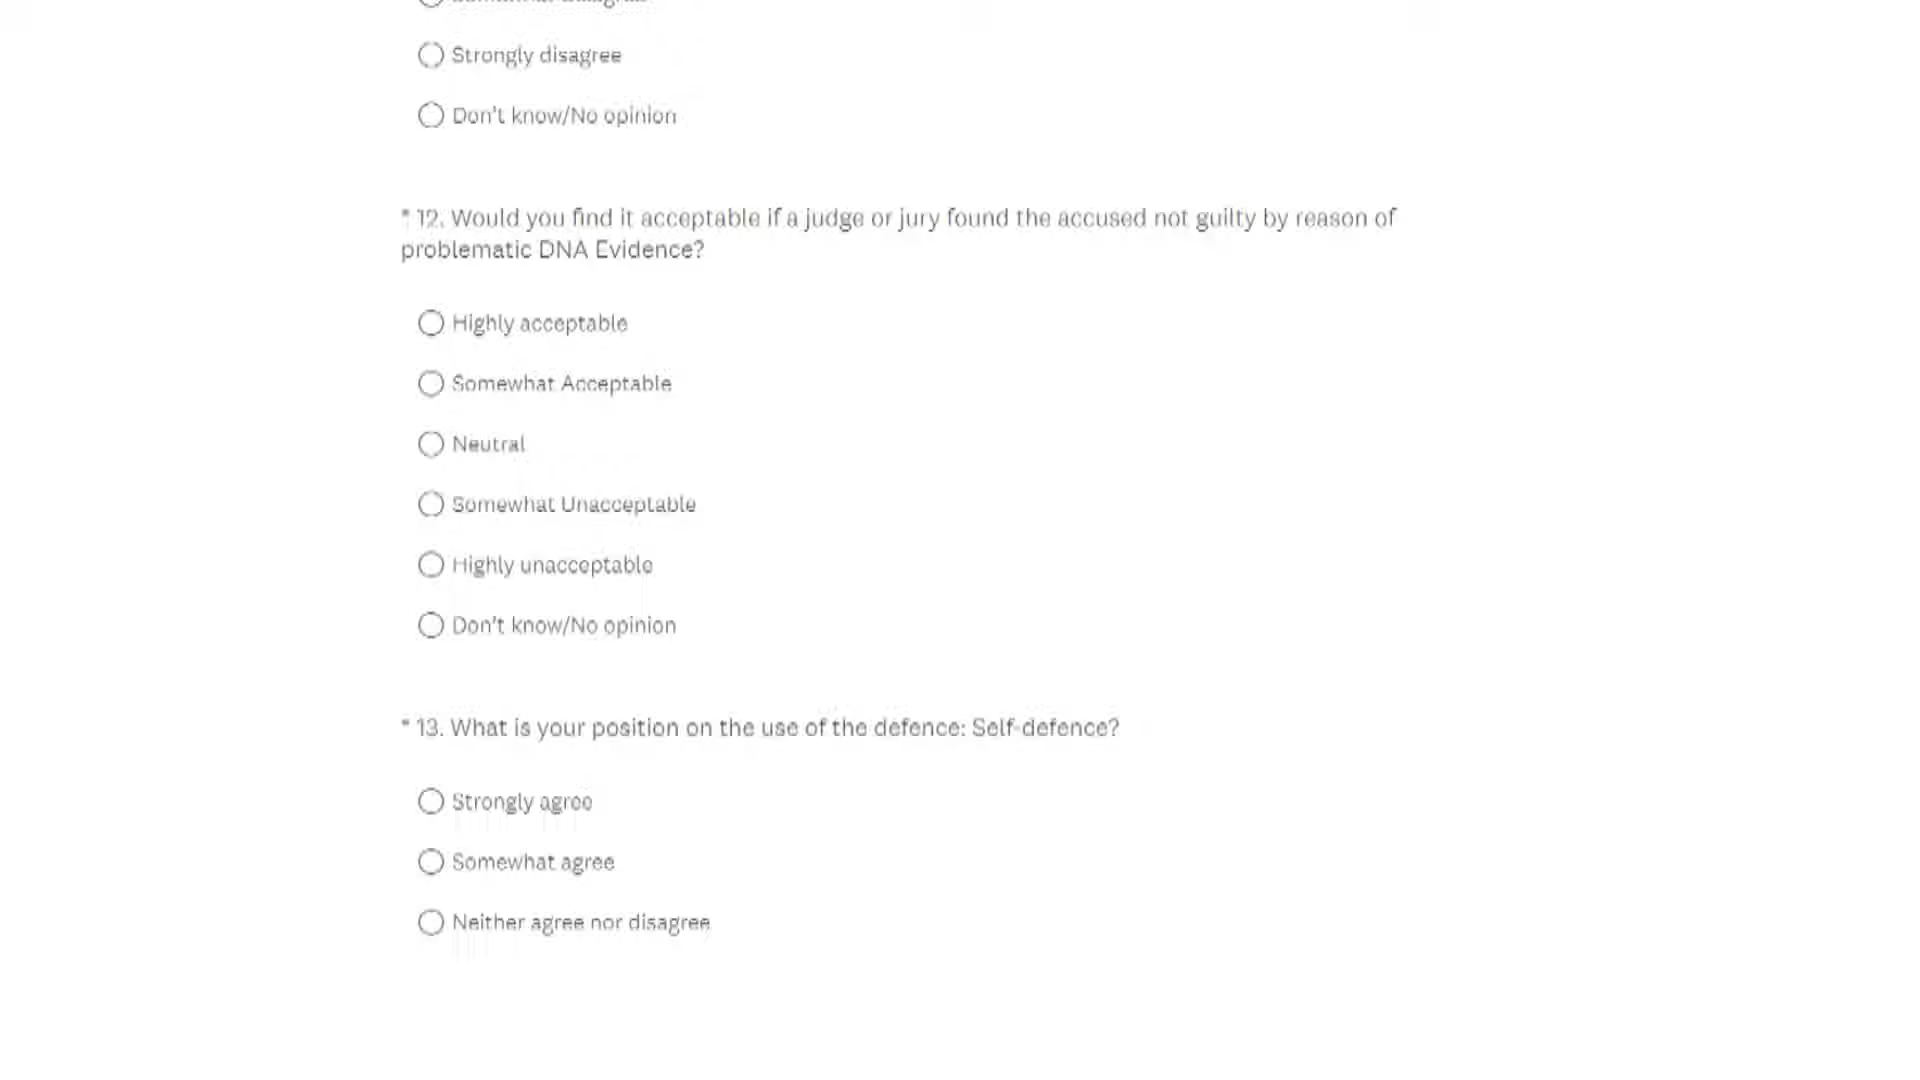 Strongly disagree
Don't know/No opinion
* 12. Would you find it acceptable if a judge or jury found the accused not guilty by reason of
problematic DNA Evidence?
Highly acceptable
Somewhat Acceptable
Neutral
Somewhat Unacceptable
Highly unacceptable
Don't know/No opinion
* 13. What is your position on the use of the defence: Self-defence?
Strongly agree
Somewhat agree
Neither agree nor disagree